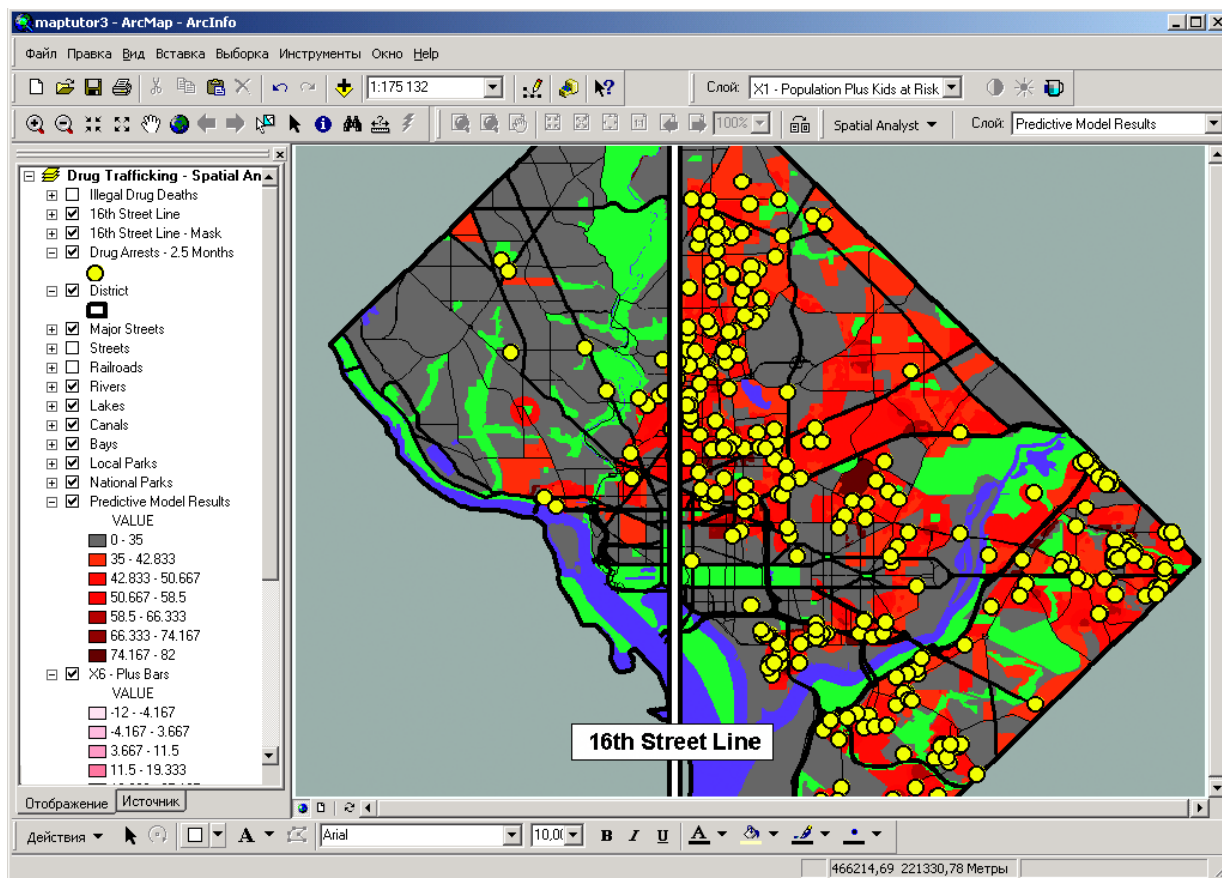 maptutor3 - ArcMap - ArcInfo
Файл Правка Вид Вставка Выборка Инструменты Окно Help
1:175 132
Слой: X1 - Population Plus Kids at Risk
100% Spatial Analyst Слой: Predictive Model Results
Drug Trafficking - Spatial An
Illegal Drug Deaths
16th Street Line
16th Street Line - Mask
Drug Arrests - 2.5 Months
District
Major Streets
Streets
Railroads
Rivers
Lakes
Canals
Bays
Local Parks
National Parks
Predictive Model Results
VALUE
0 - 35
35 - 42.833
42.833 - 50.667
50.667 - 58.5
58.5 - 66.333
66.333 - 74.167
74.167 - 82
X6 - Plus Bars
VALUE
-12 - -4.167
-4.167 - 3.667
3.667 - 11.5
11.5 - 19.333
16th Street Line
Отображение Источник
Действия A Arial 10,0 B I U A
466214,69 221330,78 Метры